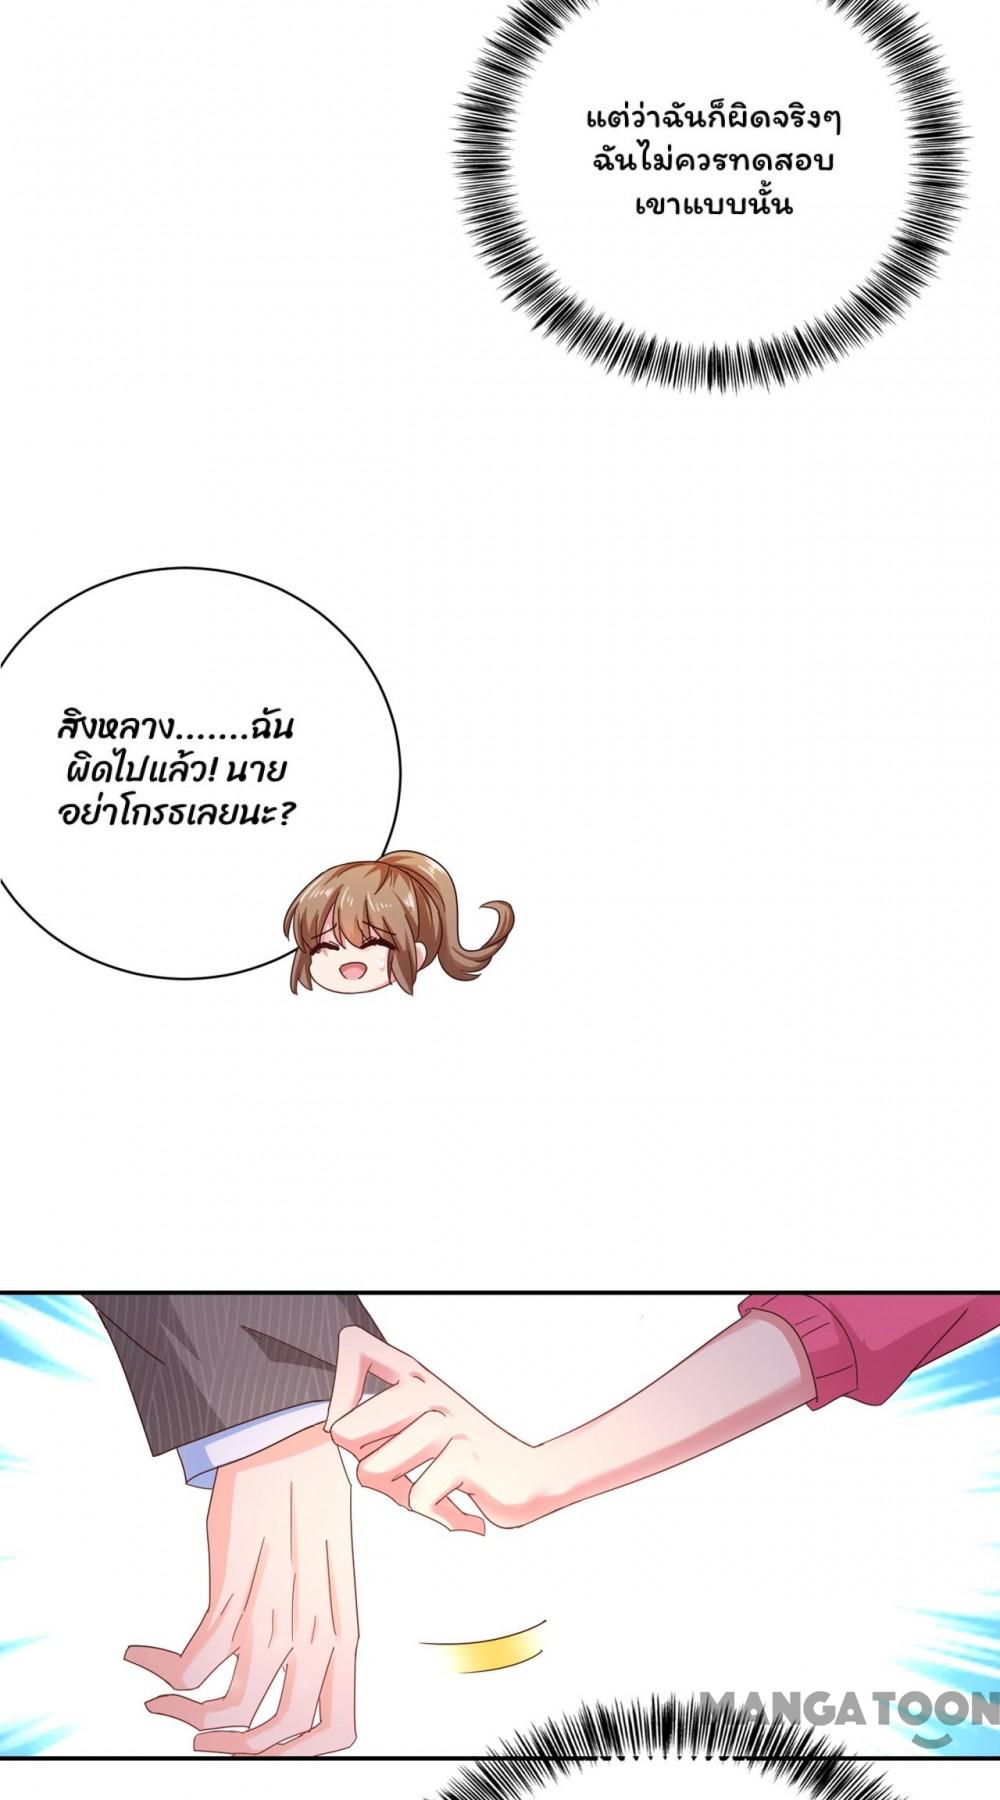 แต่ว่าฉันก็ผิดจริงๆ
ฉันไม่ควรทดสอบ
เขาแบบนั้น
สิงหลาง.......ฉัน
ผิดไปแล้ว! นาย
อย่าโกรธเลยนะ?
MANGATOON